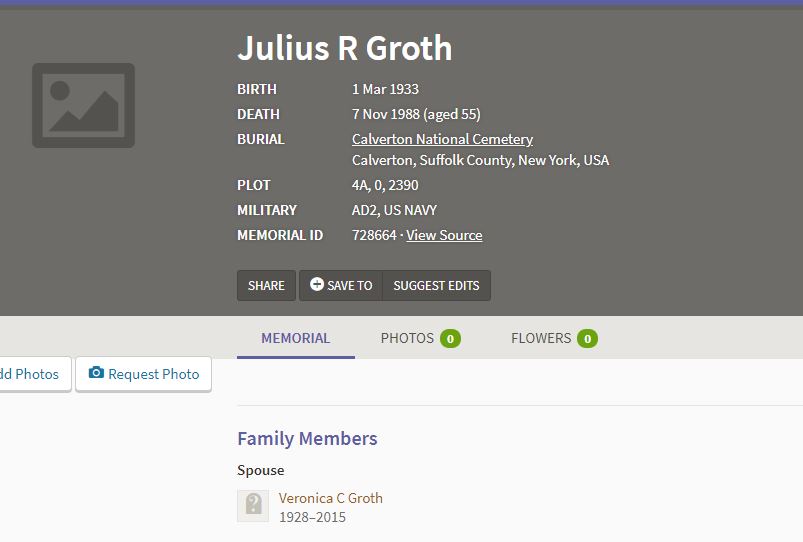 Julius R Groth
BIRTH 1 Mar 1933
DEATH 7 Nov 1988 (aged 55)
BURIAL Calverton National Cemetery
Calverton, Suffolk County, New York, USA
PLOT 4A, 0, 2390
MILITARY AD2, US NAVY
MEMORIAL ID 728664 · View Source
SHARE SAVE TO SUGGEST EDITS
MEMORIAL PHOTOS 0 FLOWERS 0
dd Photos Request Photo
Family Members
Spouse
Veronica C Groth
1928–2015